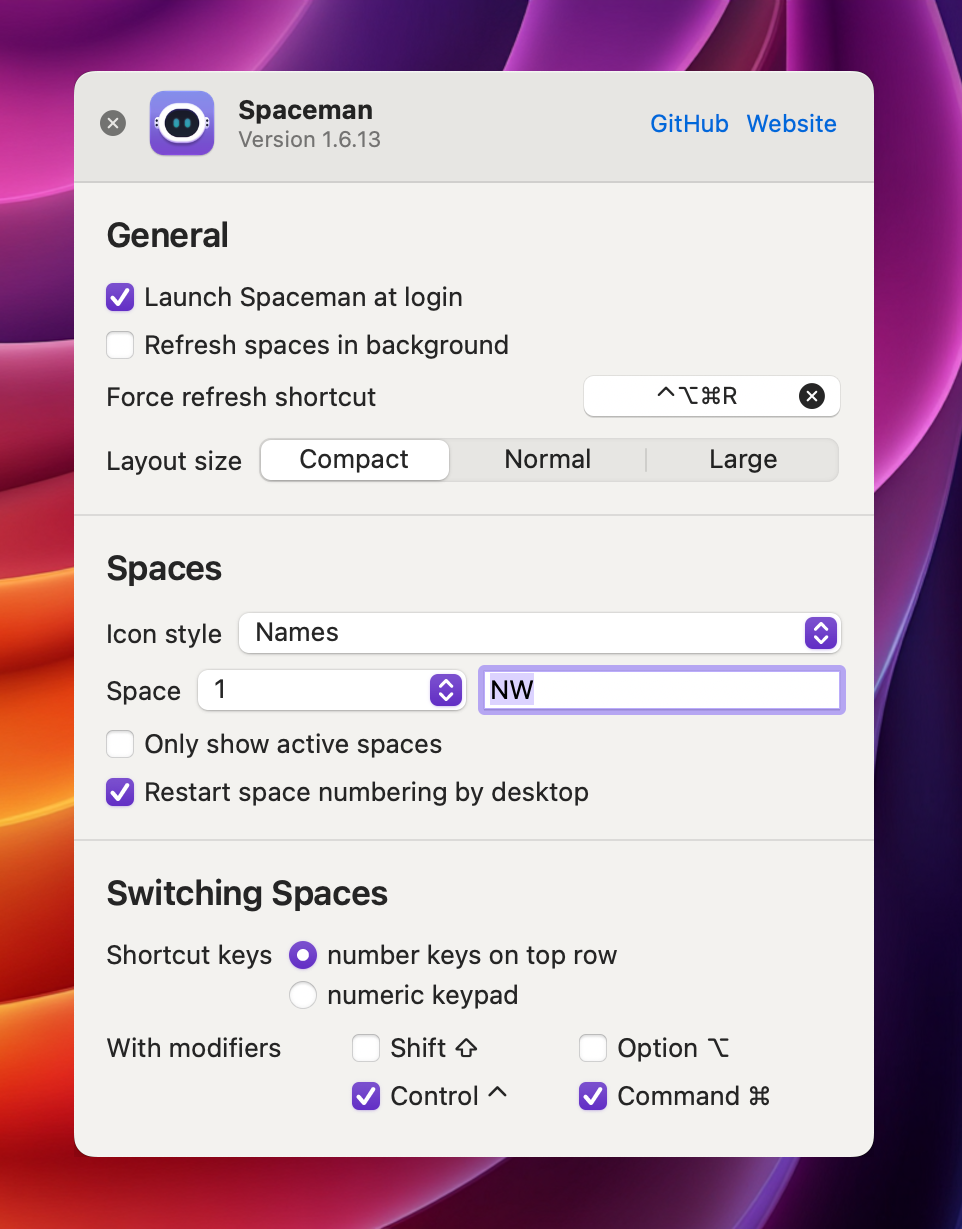 Spaceman
Version 1.6.13
GitHub Website
General
Launch Spaceman at login
Refresh spaces in background
Force refresh shortcut ^⌥⌘R
Layout size Compact Normal Large
Spaces
Icon style Names
Space 1 NW
Only show active spaces
Restart space numbering by desktop
Switching Spaces
Shortcut keys number keys on top row
numeric keypad
With modifiers Shift ⇧ Option ⌥
Control ^ Command ⌘